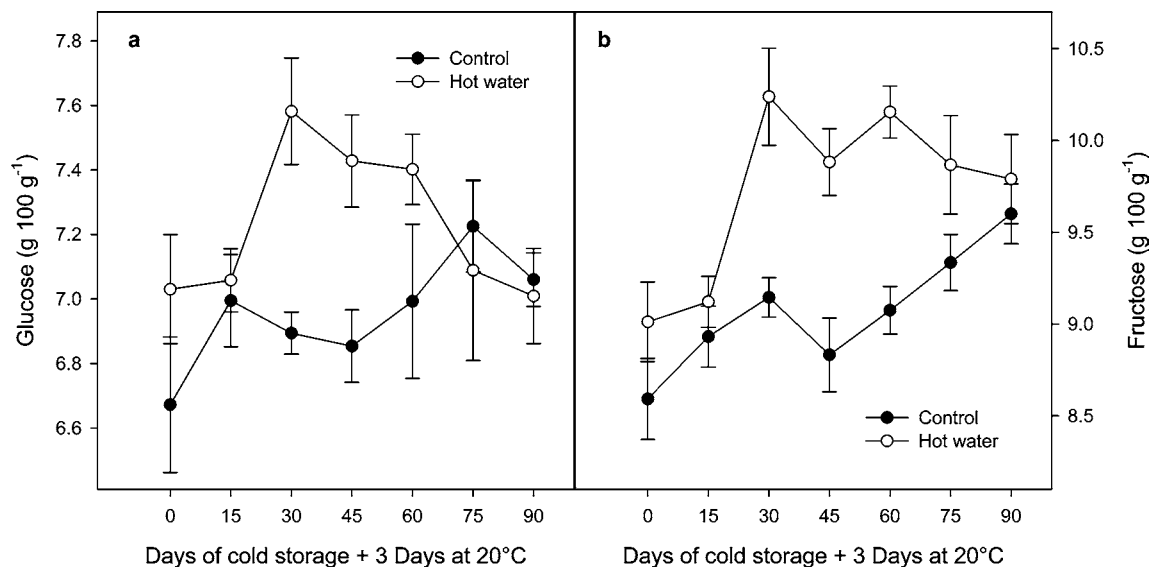 a
Control
Hot water
7.8
7.6
7.4
7.2
7.0
6.8
6.6
Glucose (g 100 g⁻¹)
0 15 30 45 60 75 90
Days of cold storage + 3 Days at 20°C
b
Control
Hot water
10.5
10.0
9.5
9.0
8.5
Fructose (g 100 g⁻¹)
0 15 30 45 60 75 90
Days of cold storage + 3 Days at 20°C